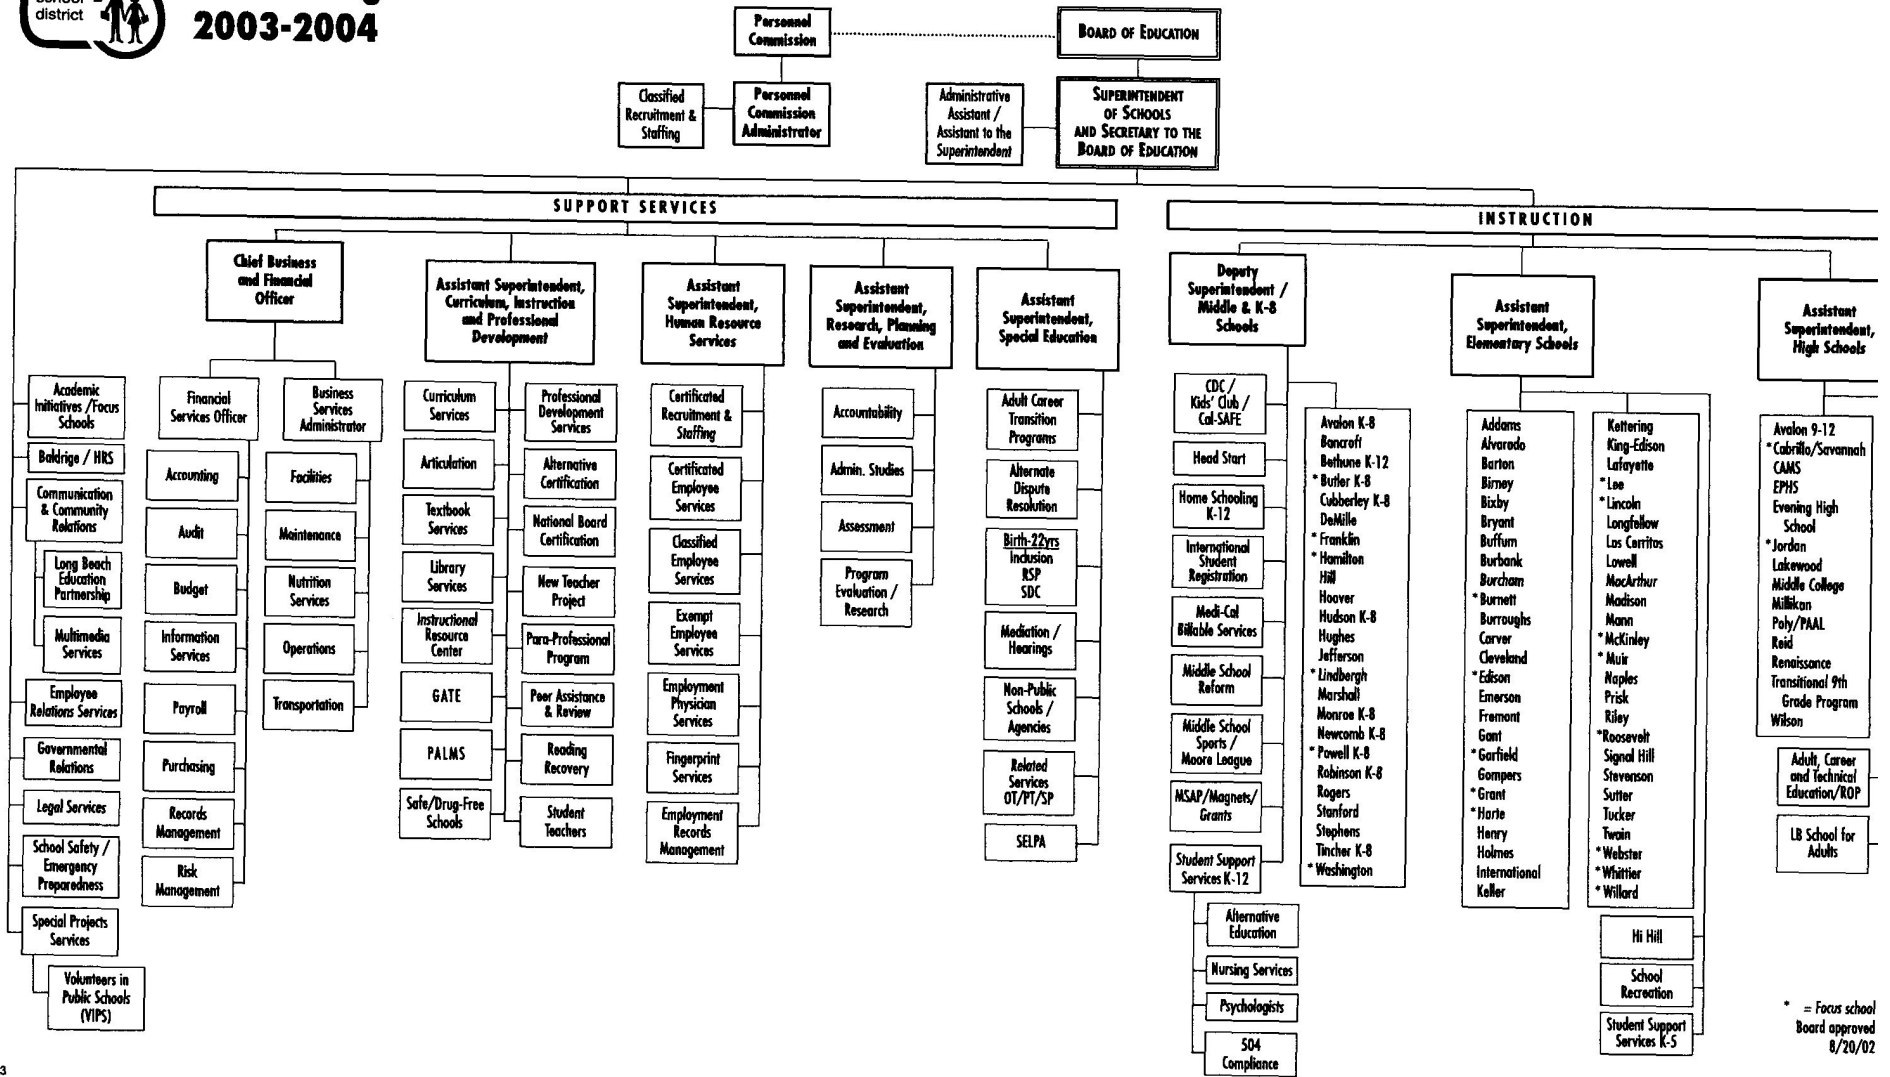 district
2003-2004
Personnel
Commission
BOARD OF EDUCATION
Classified
Recruitment &
Staffing
Personnel
Commission
Administrator
Administrative
Assistant /
Assistant to the
Superintendent
SUPERINTENDENT
OF SCHOOLS
AND SECRETARY TO THE
BOARD OF EDUCATION
SUPPORT SERVICES
INSTRUCTION
Chief Business
and Financial
Officer
Assistant Superintendent,
Curriculum, Instruction
and Professional
Development
Assistant
Superintendent,
Human Resource
Services
Assistant
Superintendent,
Research, Planning
and Evaluation
Assistant
Superintendent,
Special Education
Deputy
Superintendent /
Middle & K-8
Schools
Assistant
Superintendent,
Elementary Schools
Assistant
Superintendent,
High Schools
Academic
Initiatives /Focus
Schools
Baldrige / HRS
Communication
& Community
Relations
Long Beach
Education
Partnership
Multimedia
Services
Employee
Relations Services
Governmental
Relations
Legal Services
School Safety /
Emergency
Preparedness
Special Projects
Services
Volunteers in
Public Schools
(VIPS)
Financial
Services Officer
Accounting
Audit
Budget
Information
Services
Payroll
Purchasing
Records
Management
Risk
Management
Business
Services
Administrator
Facilities
Maintenance
Nutrition
Services
Operations
Transportation
Curriculum
Services
Articulation
Textbook
Services
Library
Services
Instructional
Resource
Center
GATE
PALMS
Safe/Drug-Free
Schools
Professional
Development
Services
Alternative
Certification
National Board
Certification
New Teacher
Project
Para-Professional
Program
Peer Assistance
& Review
Reading
Recovery
Student
Teachers
Certificated
Recruitment &
Staffing
Certificated
Employee
Services
Classified
Employee
Services
Exempt
Employee
Services
Employment
Physician
Services
Fingerprint
Services
Employment
Records
Management
Accountability
Admin. Studies
Assessment
Program
Evaluation /
Research
Adult Career
Transition
Programs
Alternate
Dispute
Resolution
Birth-22yrs
Inclusion
RSP
SDC
Mediation /
Hearings
Non-Public
Schools /
Agencies
Related
Services
OT/PT/SP
SELPA
CDC /
Kids' Club /
Cal-SAFE
Head Start
Home Schooling
K-12
International
Student
Registration
Medi-Cal
Billable Services
Middle School
Reform
Middle School
Sports /
Moore League
MSAP/Magnets/
Grants
Student Support
Services K-12
Alternative
Education
Nursing Services
Psychologists
504
Compliance
Avalon K-8
Bancroft
Bethune K-12
* Butler K-8
Cubberley K-8
DeMille
* Franklin
* Hamilton
Hill
Hoover
Hudson K-8
Hughes
Jefferson
* Lindbergh
Marshall
Monroe K-8
Newcomb K-8
* Powell K-8
Robinson K-8
Rogers
Stanford
Stephens
Tincher K-8
* Washington
Addams
Alvarado
Barton
Birney
Bixby
Bryant
Buffum
Burbank
Burcham
* Burnett
Burroughs
Carver
Cleveland
* Edison
Emerson
Fremont
Gant
* Garfield
Gompers
* Grant
* Harte
Henry
Holmes
International
Keller
Kettering
King-Edison
Lafayette
* Lee
* Lincoln
Longfellow
Los Cerritos
Lowell
MacArthur
Madison
Mann
* McKinley
* Muir
Naples
Prisk
Riley
* Roosevelt
Signal Hill
Stevenson
Sutter
Tucker
Twain
* Webster
* Whittier
* Willard
Hi Hill
School
Recreation
Student Support
Services K-5
Avalon 9-12
* Cabrillo/Savannah
CAMS
EPHS
Evening High
School
* Jordan
Lakewood
Middle College
Millikan
Poly/PAAL
Reid
Renaissance
Transitional 9th
Grade Program
Wilson
Adult, Career
and Technical
Education/ROP
LB School for
Adults
* = Focus school
Board approved
8/20/02
3